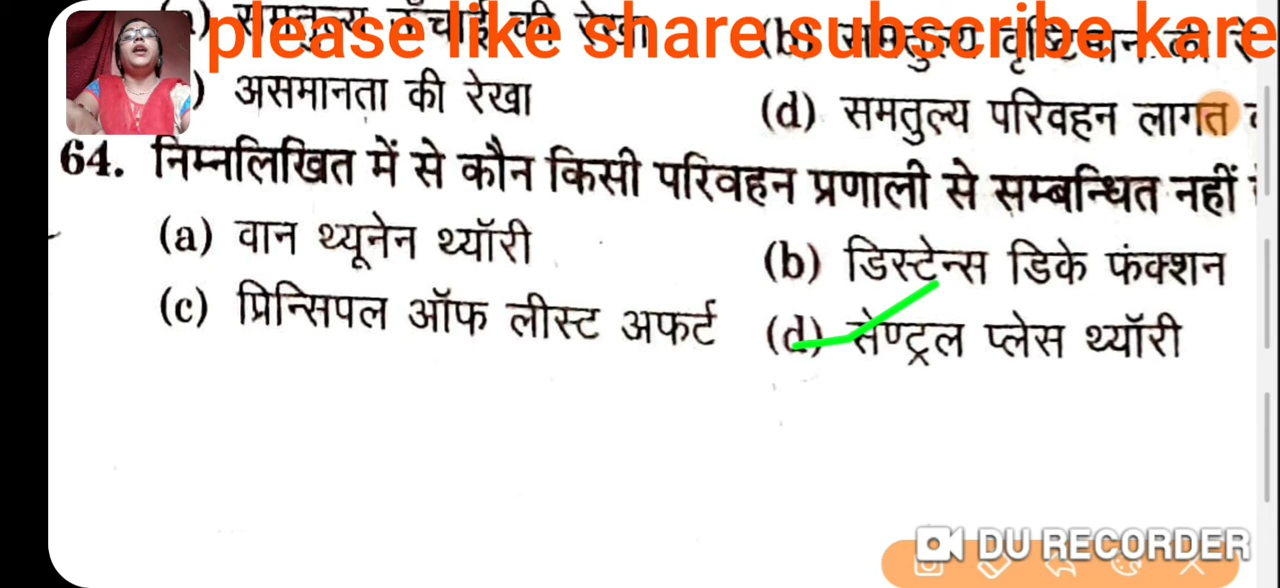 please like share subscribe kare
असमानता की रेखा
(d) समतुल्य परिवहन लागत
64. निम्नलिखित में से कौन किसी परिवहन प्रणाली से सम्बन्धित नहीं
(a) वान थ्यूनेन थ्यॉरी
(b) डिस्टेन्स डिके फंक्शन
(c) प्रिन्सिपल ऑफ लीस्ट अफर्ट
(d) सेण्ट्रल प्लेस थ्यॉरी
DU RECORDER